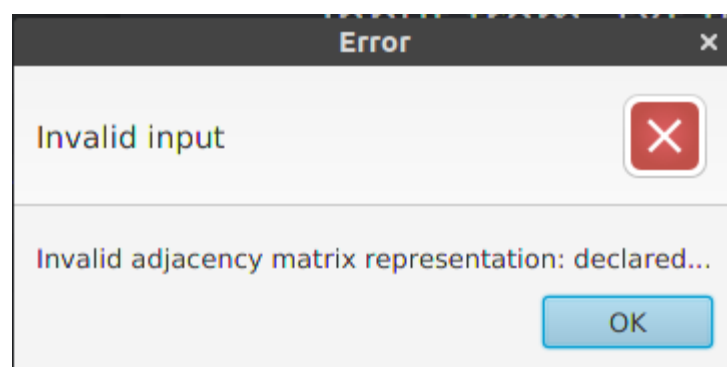 Error
Invalid input
Invalid adjacency matrix representation: declared...
OK